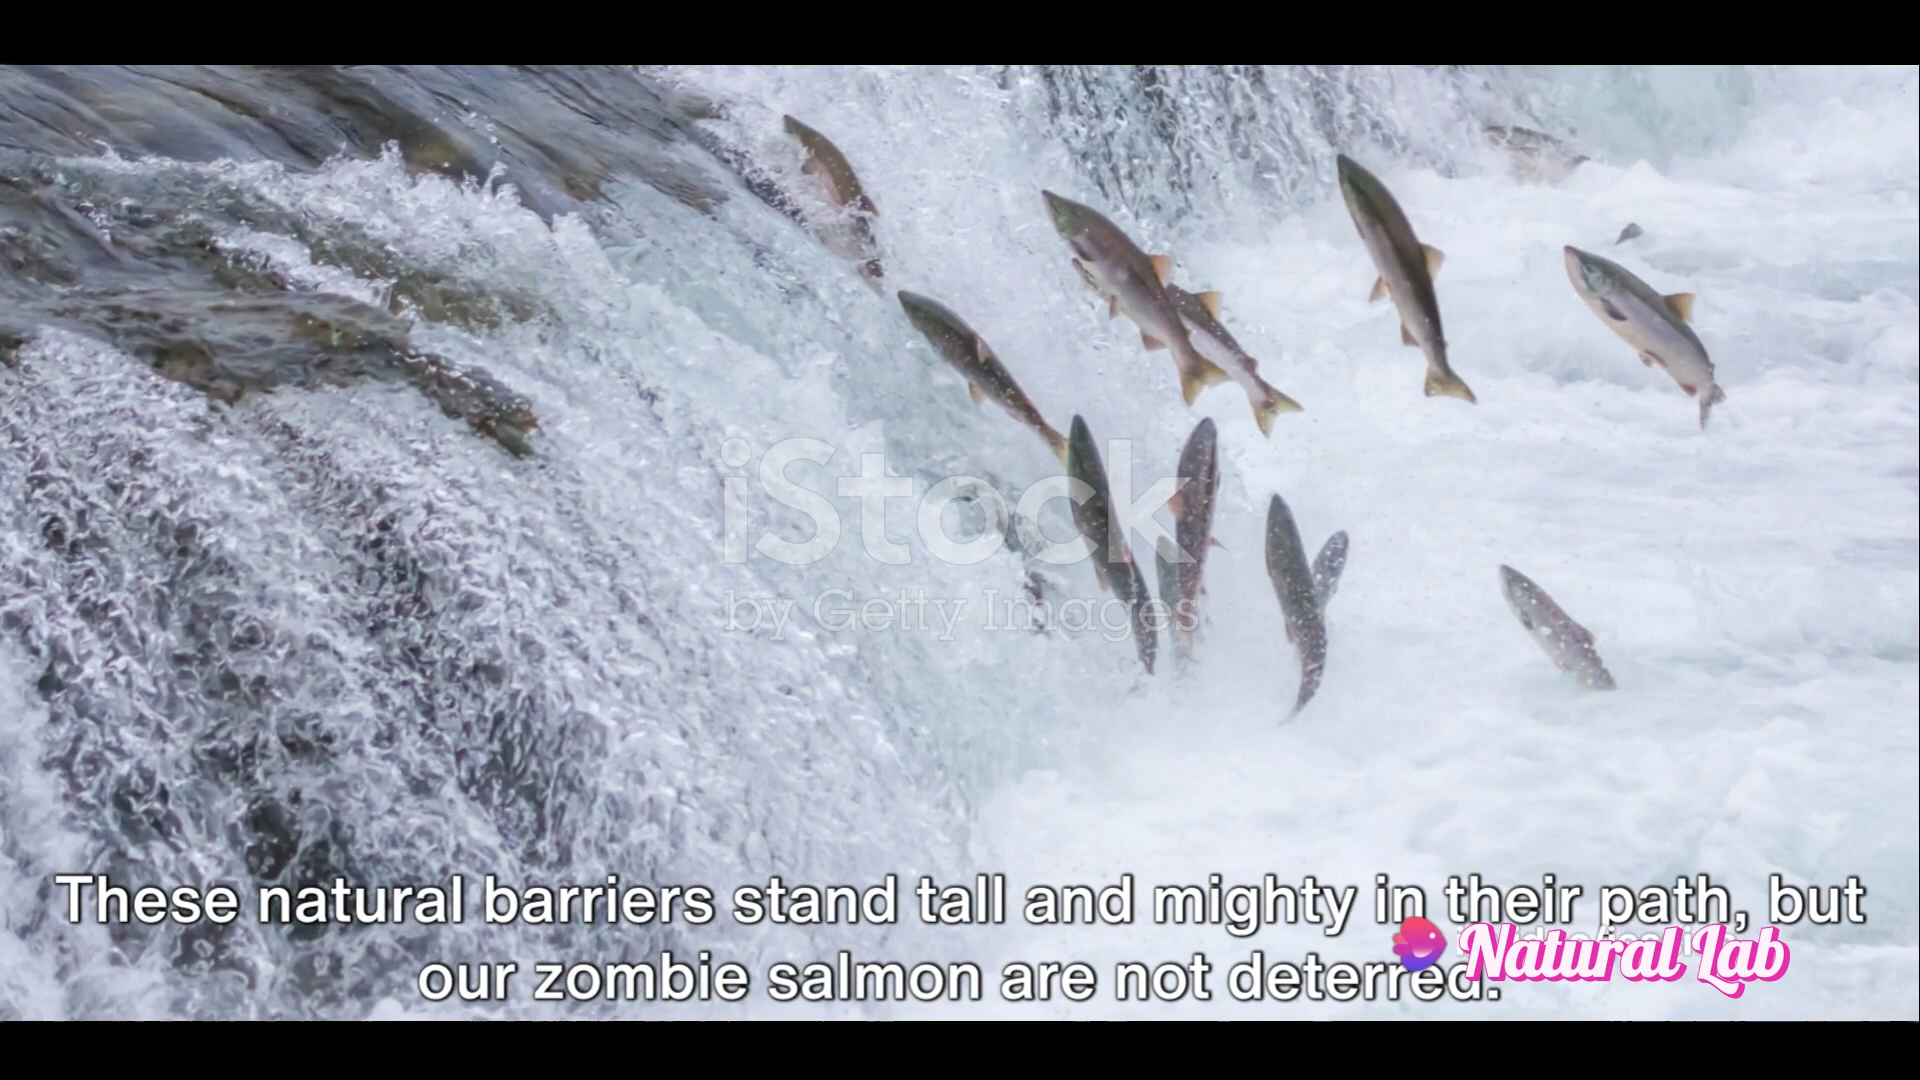 iStock
by Getty Images
These natural barriers stand tall and mighty in their path, but
our zombie salmon are not deterred.
Natural Lab